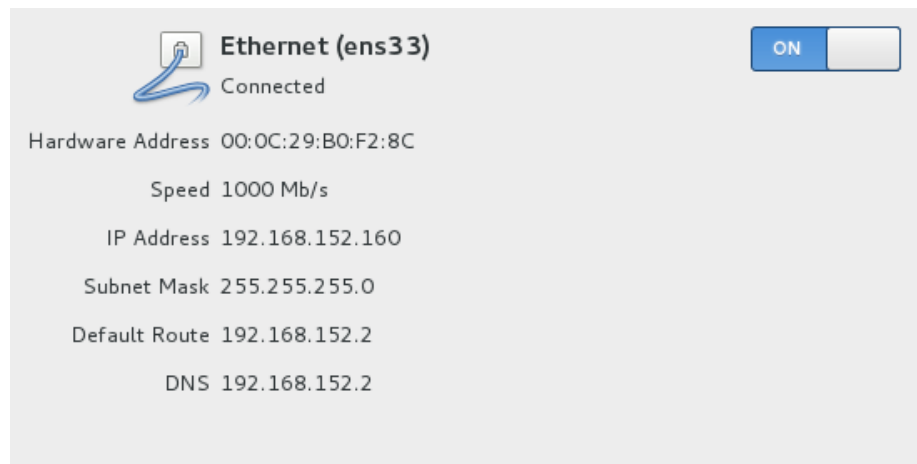 Ethernet (ens33)
ON
Connected
Hardware Address 00:0C:29:B0:F2:8C
Speed 1000 Mb/s
IP Address 192.168.152.160
Subnet Mask 255.255.255.0
Default Route 192.168.152.2
DNS 192.168.152.2